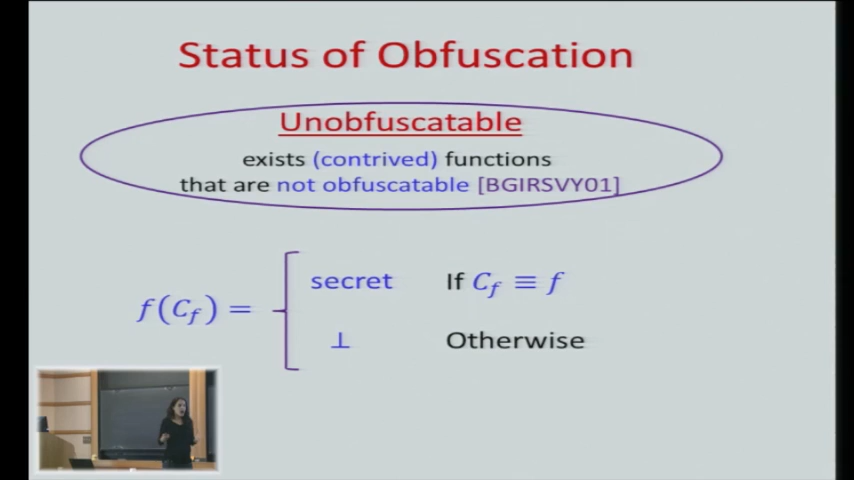 Status of Obfuscation
Unobfuscatable
exists (contrived) functions
that are not obfuscatable [BGIRSVY01]
f(C_f) =
secret If C_f ≡ f
⊥ Otherwise